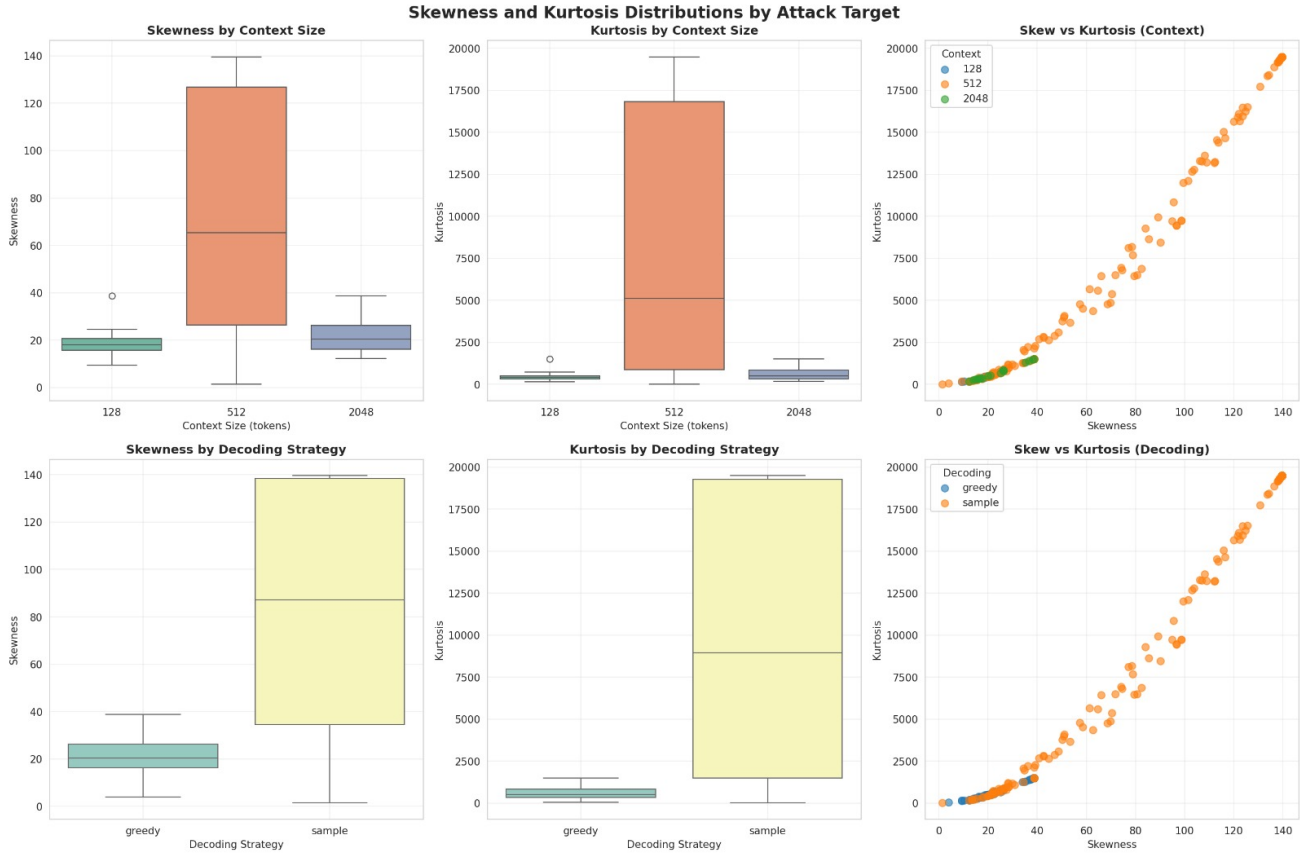 Skewness and Kurtosis Distributions by Attack Target
Skewness by Context Size
140
120
100
80
60
40
20
0
Skewness
128
512
2048
Context Size (tokens)
Kurtosis by Context Size
20000
17500
15000
12500
10000
7500
5000
2500
0
Kurtosis
128
512
2048
Context Size (tokens)
Skew vs Kurtosis (Context)
Context
128
512
2048
20000
17500
15000
12500
10000
7500
5000
2500
0
Kurtosis
0
20
40
60
80
100
120
140
Skewness
Skewness by Decoding Strategy
140
120
100
80
60
40
20
0
Skewness
greedy
sample
Decoding Strategy
Kurtosis by Decoding Strategy
20000
17500
15000
12500
10000
7500
5000
2500
0
Kurtosis
greedy
sample
Decoding Strategy
Skew vs Kurtosis (Decoding)
Decoding
greedy
sample
20000
17500
15000
12500
10000
7500
5000
2500
0
Kurtosis
0
20
40
60
80
100
120
140
Skewness